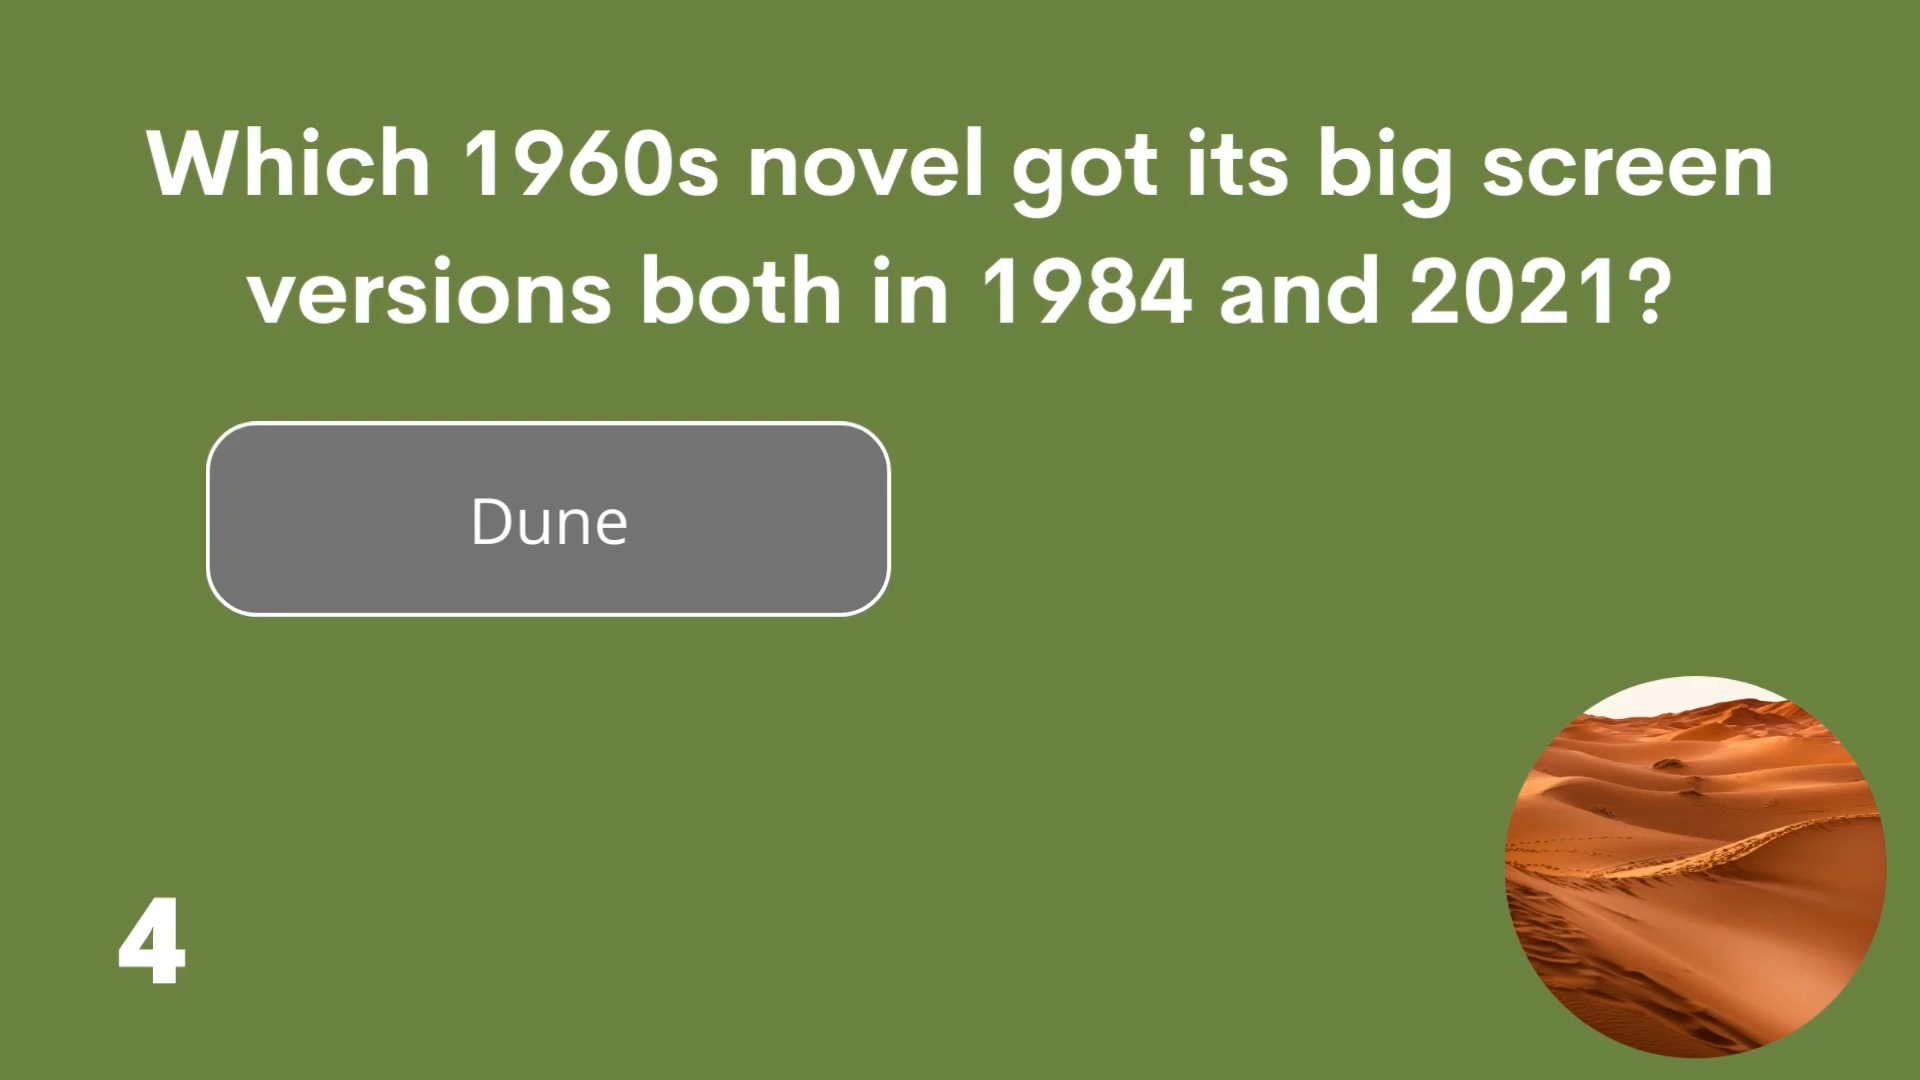 Which 1960s novel got its big screen
versions both in 1984 and 2021?
Dune
4